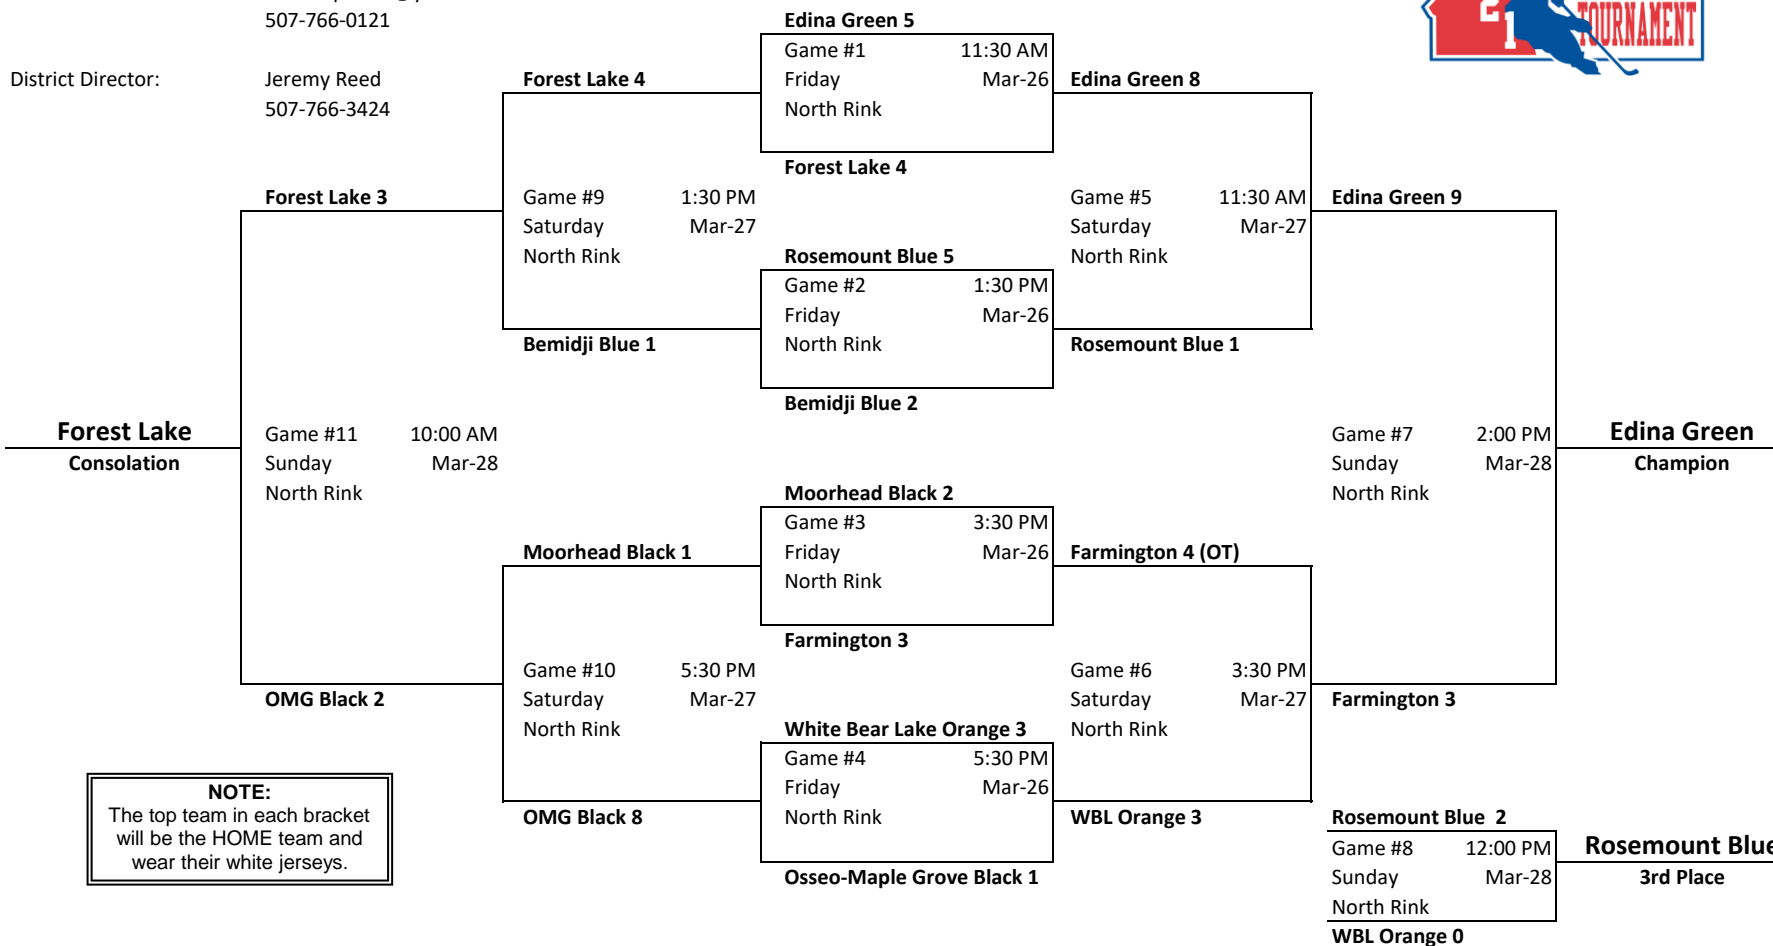 507-766-0121
District Director: Jeremy Reed
507-766-3424
2
1
TOURNAMENT
Edina Green 5
Game #1 11:30 AM
Friday Mar-26
North Rink
Forest Lake 4
Forest Lake 4
Edina Green 8
Forest Lake 3
Game #9 1:30 PM
Saturday Mar-27
North Rink
Game #5 11:30 AM
Saturday Mar-27
North Rink
Edina Green 9
Rosemount Blue 5
Game #2 1:30 PM
Friday Mar-26
North Rink
Bemidji Blue 2
Bemidji Blue 1
Rosemount Blue 1
Forest Lake
Consolation
Game #11 10:00 AM
Sunday Mar-28
North Rink
Game #7 2:00 PM
Sunday Mar-28
North Rink
Edina Green
Champion
Moorhead Black 2
Game #3 3:30 PM
Friday Mar-26
North Rink
Farmington 3
Moorhead Black 1
Farmington 4 (OT)
OMG Black 2
Game #10 5:30 PM
Saturday Mar-27
North Rink
Game #6 3:30 PM
Saturday Mar-27
North Rink
Farmington 3
White Bear Lake Orange 3
Game #4 5:30 PM
Friday Mar-26
North Rink
Osseo-Maple Grove Black 1
OMG Black 8
WBL Orange 3
NOTE:
The top team in each bracket
will be the HOME team and
wear their white jerseys.
Rosemount Blue 2
Game #8 12:00 PM
Sunday Mar-28
North Rink
WBL Orange 0
Rosemount Blue
3rd Place